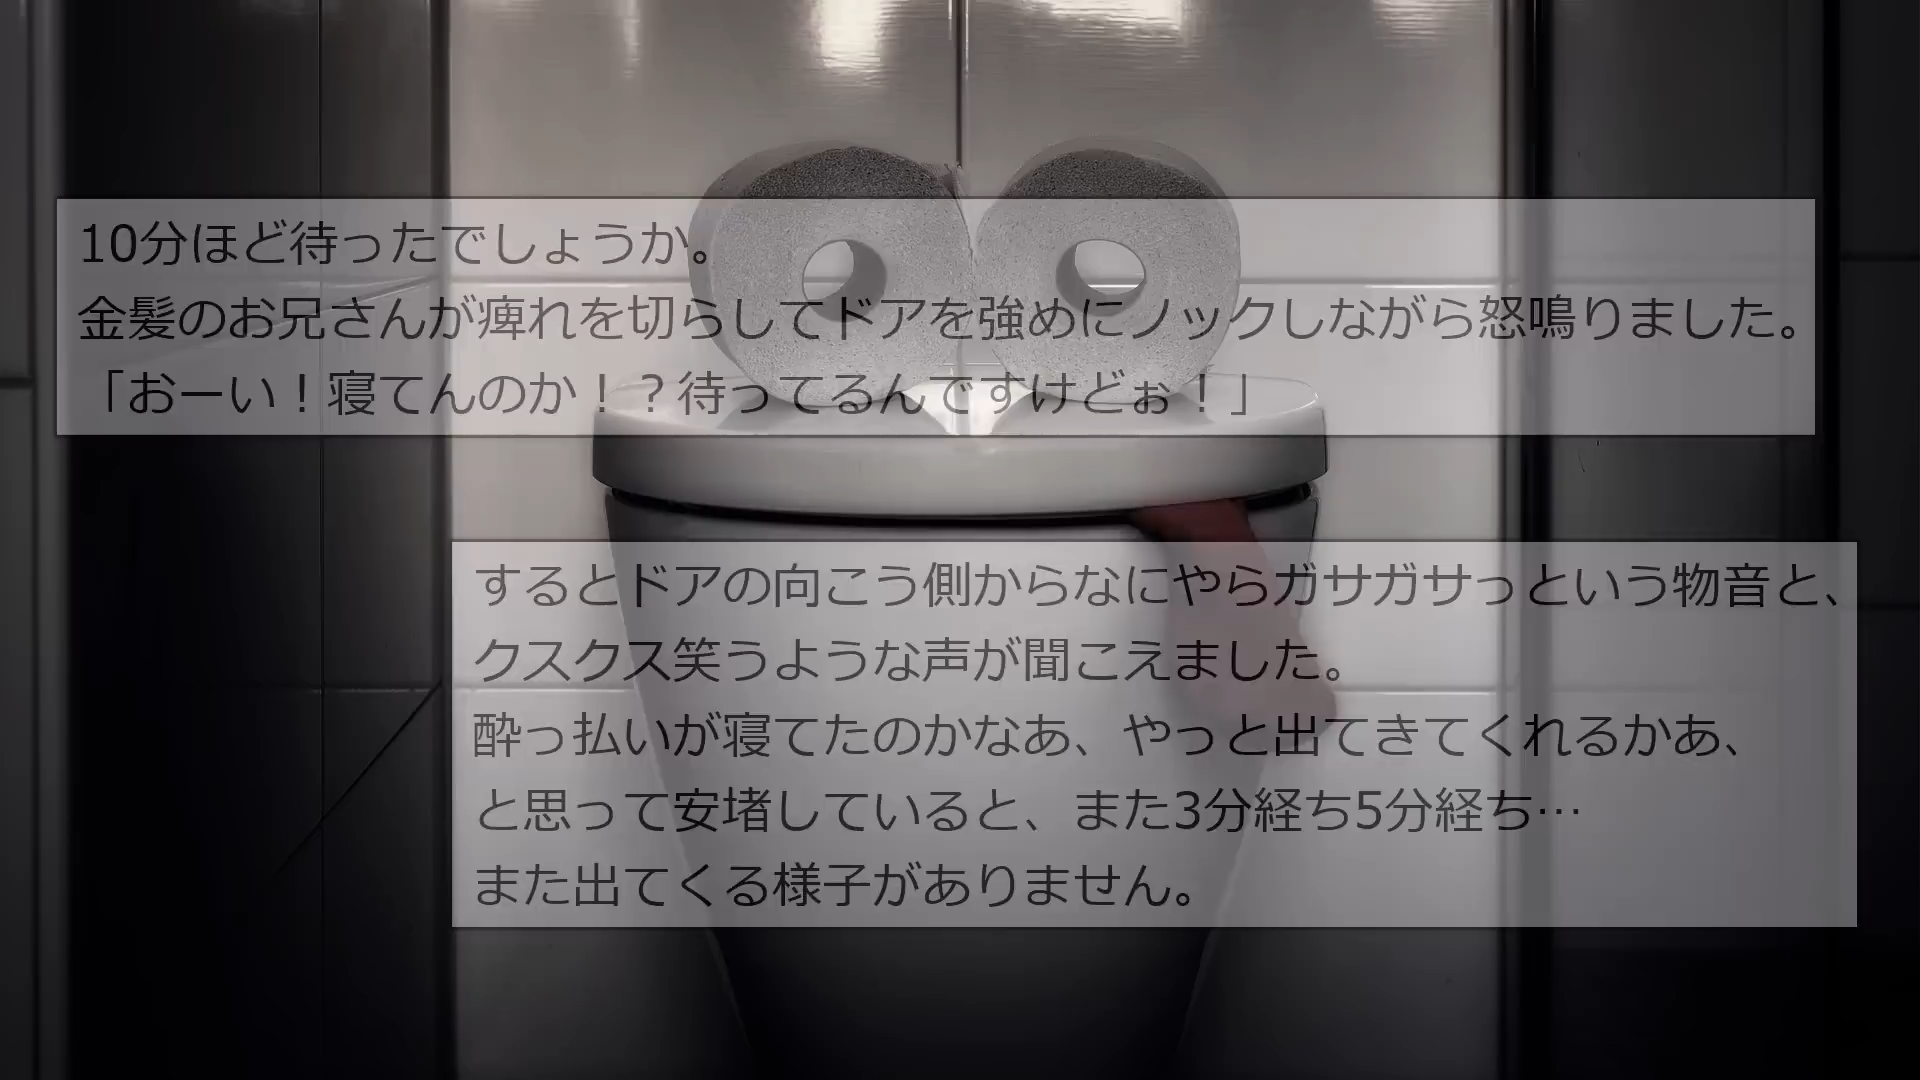 10分ほど待ったでしょうか。
金髪のお兄さんが痺れを切らしてドアを強めにノックしながら怒鳴りました。
「おーい！寝てんのか！？待ってるんですけどぉ！」
するとドアの向こう側からなにやらガサガサっという物音と、
クスクス笑うような声が聞こえました。
酔っ払いが寝てたのかなあ、やっと出てきてくれるかあ、
と思って安堵していると、また3分経ち5分経ち…
また出てくる様子がありません。